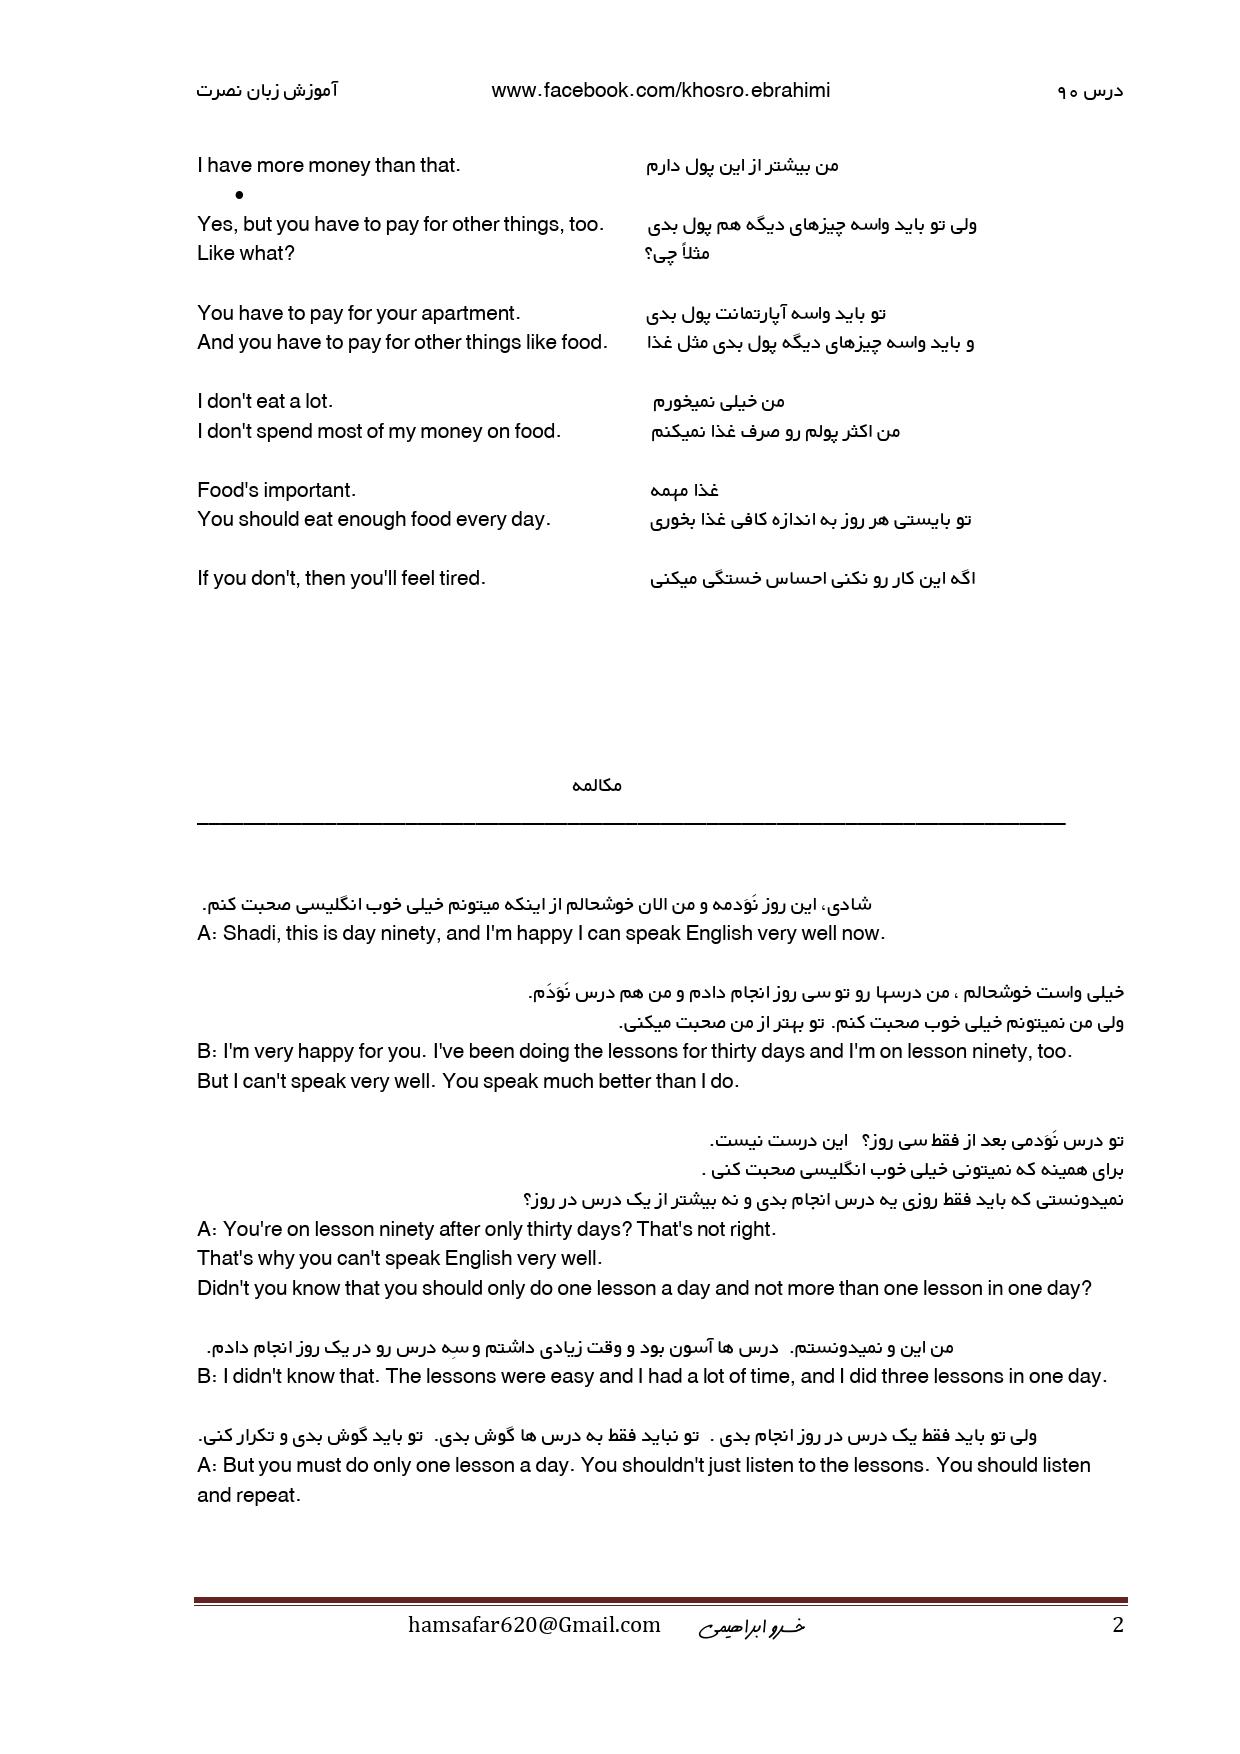 آموزش زبان نصرت www.facebook.com/khosro.ebrahimi درس ۹۰
I have more money than that. من بیشتر از این پول دارم
•
Yes, but you have to pay for other things, too. ولی تو باید واسه چیزهای دیگه هم پول بدی
Like what? مثلاً چی؟
You have to pay for your apartment. تو باید واسه آپارتمانت پول بدی
And you have to pay for other things like food. و باید واسه چیزهای دیگه پول بدی مثل غذا
I don't eat a lot. من خیلی نمیخورم
I don't spend most of my money on food. من اکثر پولم رو صرف غذا نمیکنم
Food's important. غذا مهمه
You should eat enough food every day. تو بایستی هر روز به اندازه کافی غذا بخوری
If you don't, then you'll feel tired. اگه این کار رو نکنی احساس خستگی میکنی
مکالمه
شادی، این روز نَوَدمه و من الان خوشحالم از اینکه میتونم خیلی خوب انگلیسی صحبت کنم.
A: Shadi, this is day ninety, and I'm happy I can speak English very well now.
خیلی واست خوشحالم ، من درسها رو تو سی روز انجام دادم و من هم درس نَوَدَم.
ولی من نمیتونم خیلی خوب صحبت کنم. تو بهتر از من صحبت میکنی.
B: I'm very happy for you. I've been doing the lessons for thirty days and I'm on lesson ninety, too.
But I can't speak very well. You speak much better than I do.
تو درس نَوَدمی بعد از فقط سی روز؟ این درست نیست.
برای همینه که نمیتونی خیلی خوب انگلیسی صحبت کنی .
نمیدونستی که باید فقط روزی یه درس انجام بدی و نه بیشتر از یک درس در روز؟
A: You're on lesson ninety after only thirty days? That's not right.
That's why you can't speak English very well.
Didn't you know that you should only do one lesson a day and not more than one lesson in one day?
من این و نمیدونستم. درس ها آسون بود و وقت زیادی داشتم و سِه درس رو در یک روز انجام دادم.
B: I didn't know that. The lessons were easy and I had a lot of time, and I did three lessons in one day.
ولی تو باید فقط یک درس در روز انجام بدی . تو نباید فقط به درس ها گوش بدی. تو باید گوش بدی و تکرار کنی.
A: But you must do only one lesson a day. You shouldn't just listen to the lessons. You should listen
and repeat.
hamsafar620@Gmail.com خسرو ابراهیمی 2